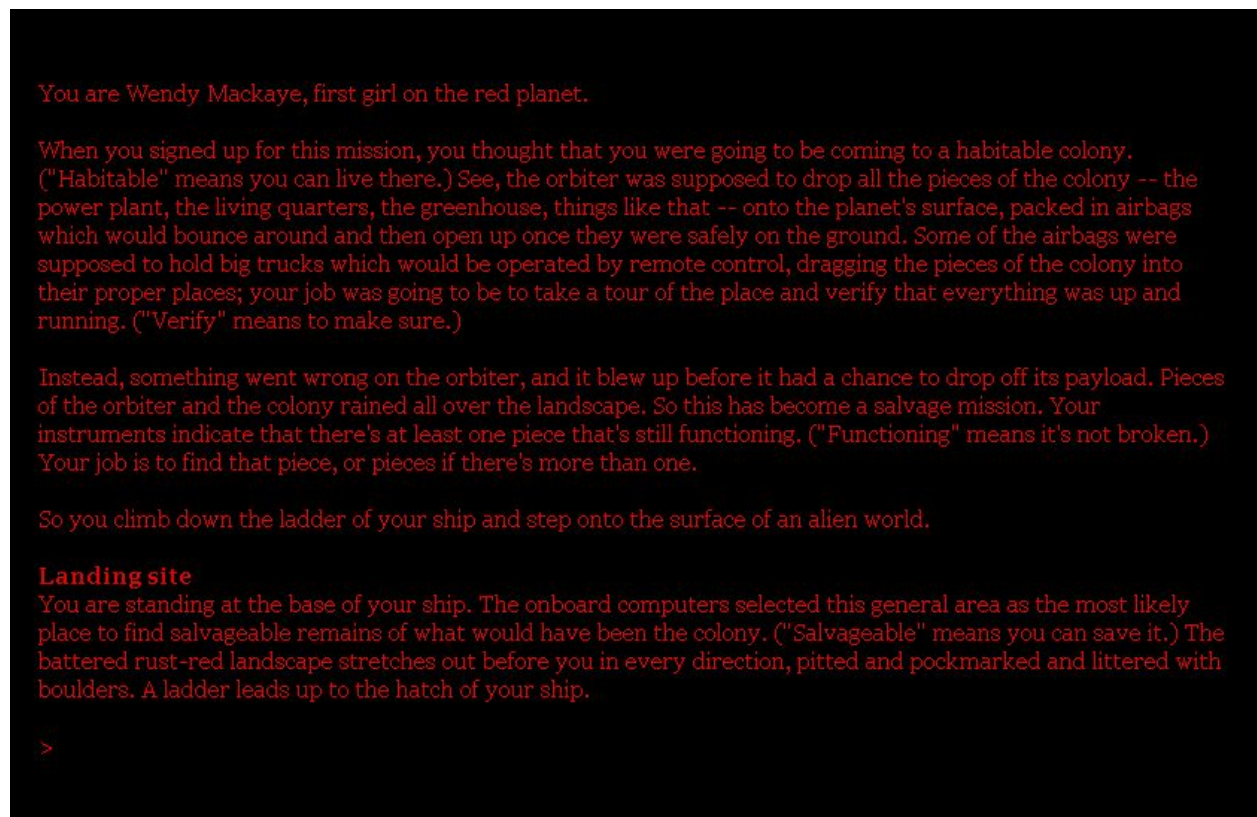 You are Wendy Mackaye, first girl on the red planet.
When you signed up for this mission, you thought that you were going to be coming to a habitable colony.
("Habitable" means you can live there.) See, the orbiter was supposed to drop all the pieces of the colony -- the
power plant, the living quarters, the greenhouse, things like that -- onto the planet's surface, packed in airbags
which would bounce around and then open up once they were safely on the ground. Some of the airbags were
supposed to hold big trucks which would be operated by remote control, dragging the pieces of the colony into
their proper places; your job was going to be to take a tour of the place and verify that everything was up and
running. ("Verify" means to make sure.)
Instead, something went wrong on the orbiter, and it blew up before it had a chance to drop off its payload. Pieces
of the orbiter and the colony rained all over the landscape. So this has become a salvage mission. Your
instruments indicate that there's at least one piece that's still functioning. ("Functioning" means it's not broken.)
Your job is to find that piece, or pieces if there's more than one.
So you climb down the ladder of your ship and step onto the surface of an alien world.
Landing site
You are standing at the base of your ship. The onboard computers selected this general area as the most likely
place to find salvageable remains of what would have been the colony. ("Salvageable" means you can save it.) The
battered rust-red landscape stretches out before you in every direction, pitted and pockmarked and littered with
boulders. A ladder leads up to the hatch of your ship.
>